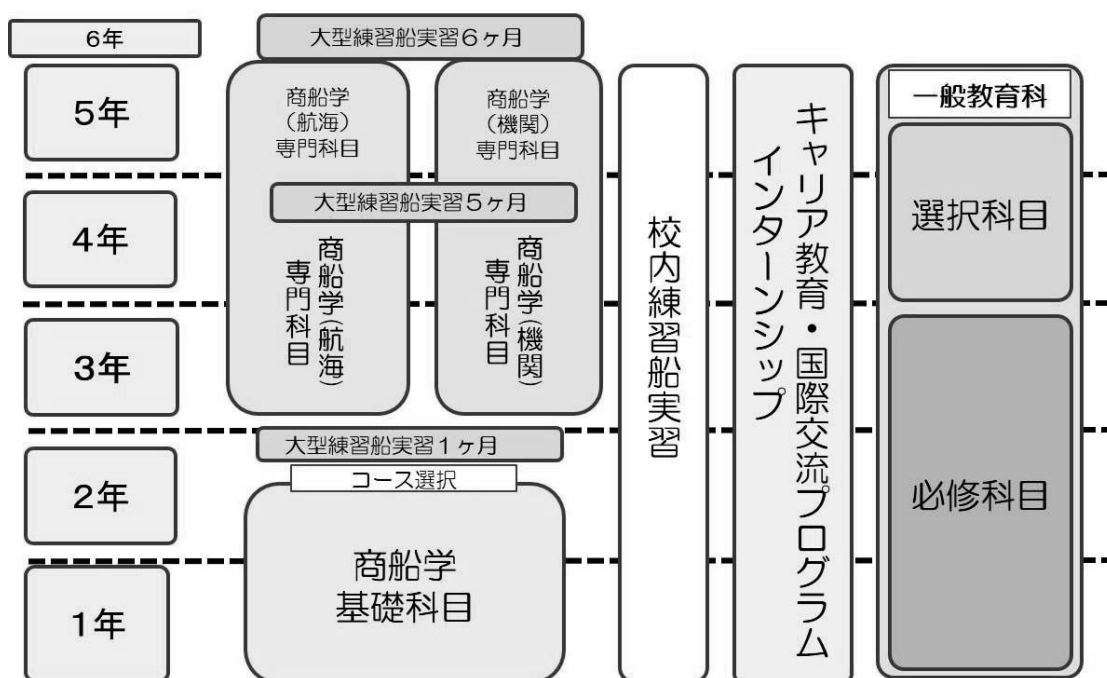 6年
大型練習船実習6ヶ月
5年
商船学
(航海)
専門科目
商船学
(機関)
専門科目
大型練習船実習5ヶ月
4年
商船学(航海)
専門科目
商船学(機関)
専門科目
3年
大型練習船実習1ヶ月
コース選択
2年
商船学
基礎科目
1年
校内練習船実習
キャリア教育・国際交流プログラム
インターンシップ
一般教育科
選択科目
必修科目